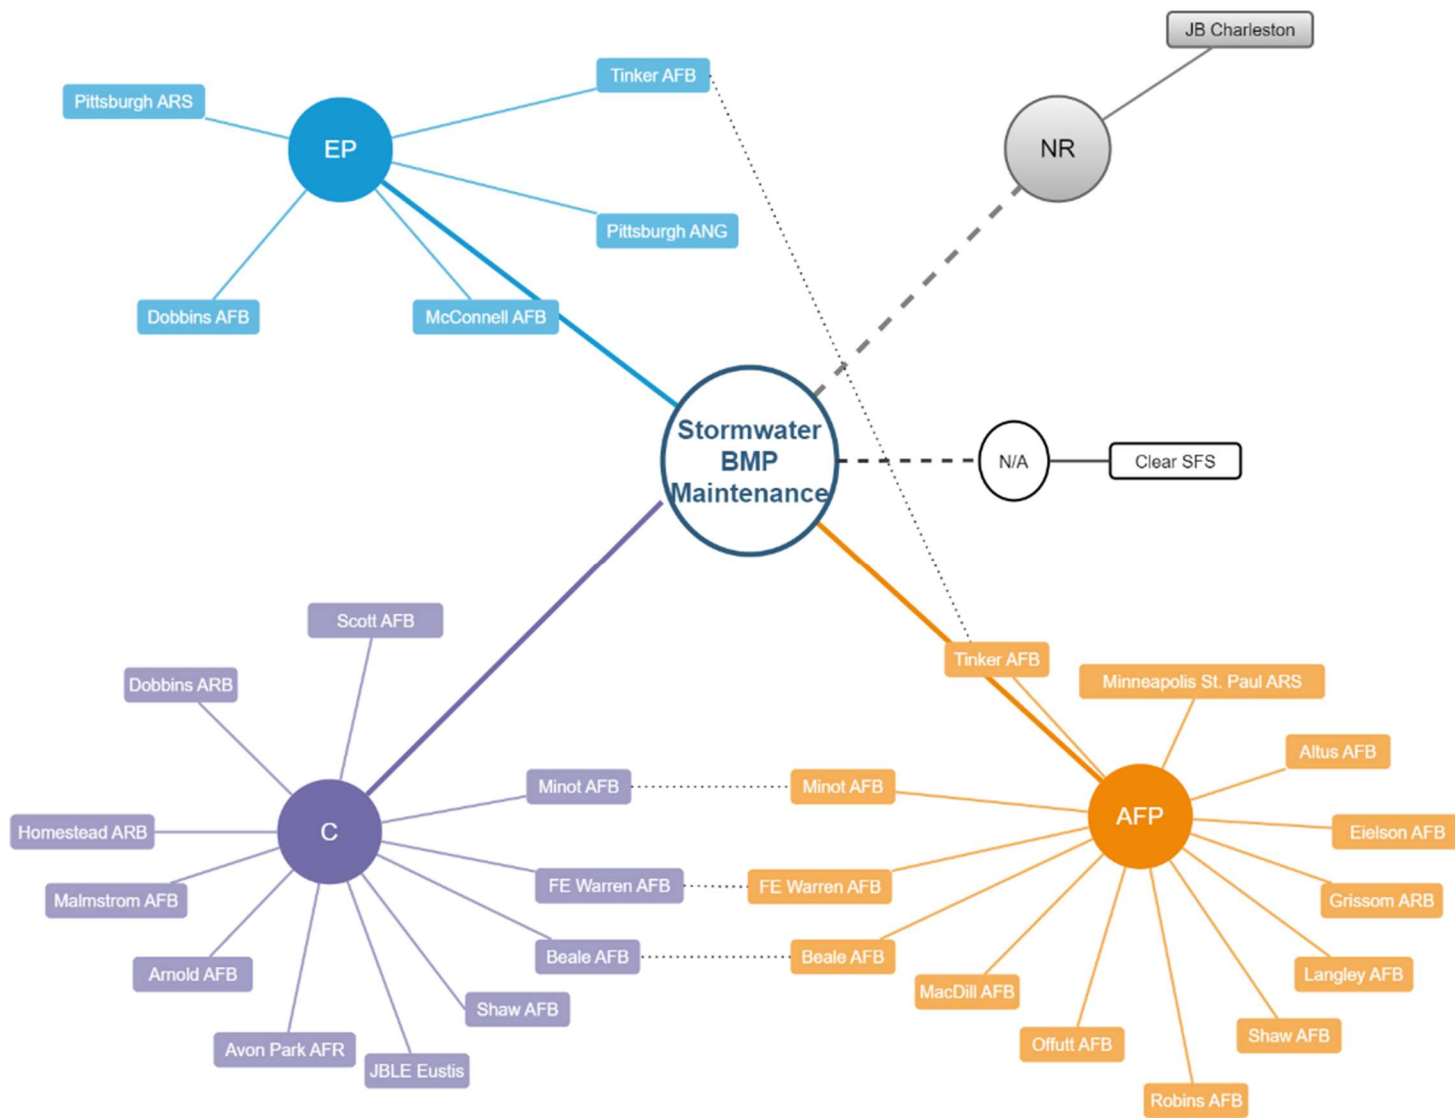 JB Charleston
Tinker AFB
Pittsburgh ARS
EP
NR
Pittsburgh ANG
Dobbins AFB
McConnell AFB
Stormwater
BMP
Maintenance
N/A
Clear SFS
Scott AFB
Dobbins ARB
Tinker AFB
Minneapolis St. Paul ARS
Altus AFB
Minot AFB
Minot AFB
AFP
C
Homestead ARB
Eielson AFB
FE Warren AFB
FE Warren AFB
Malmstrom AFB
Grissom ARB
Beale AFB
Beale AFB
Arnold AFB
Langley AFB
MacDill AFB
Shaw AFB
Shaw AFB
Offutt AFB
Avon Park AFR
JBLE Eustis
Robins AFB